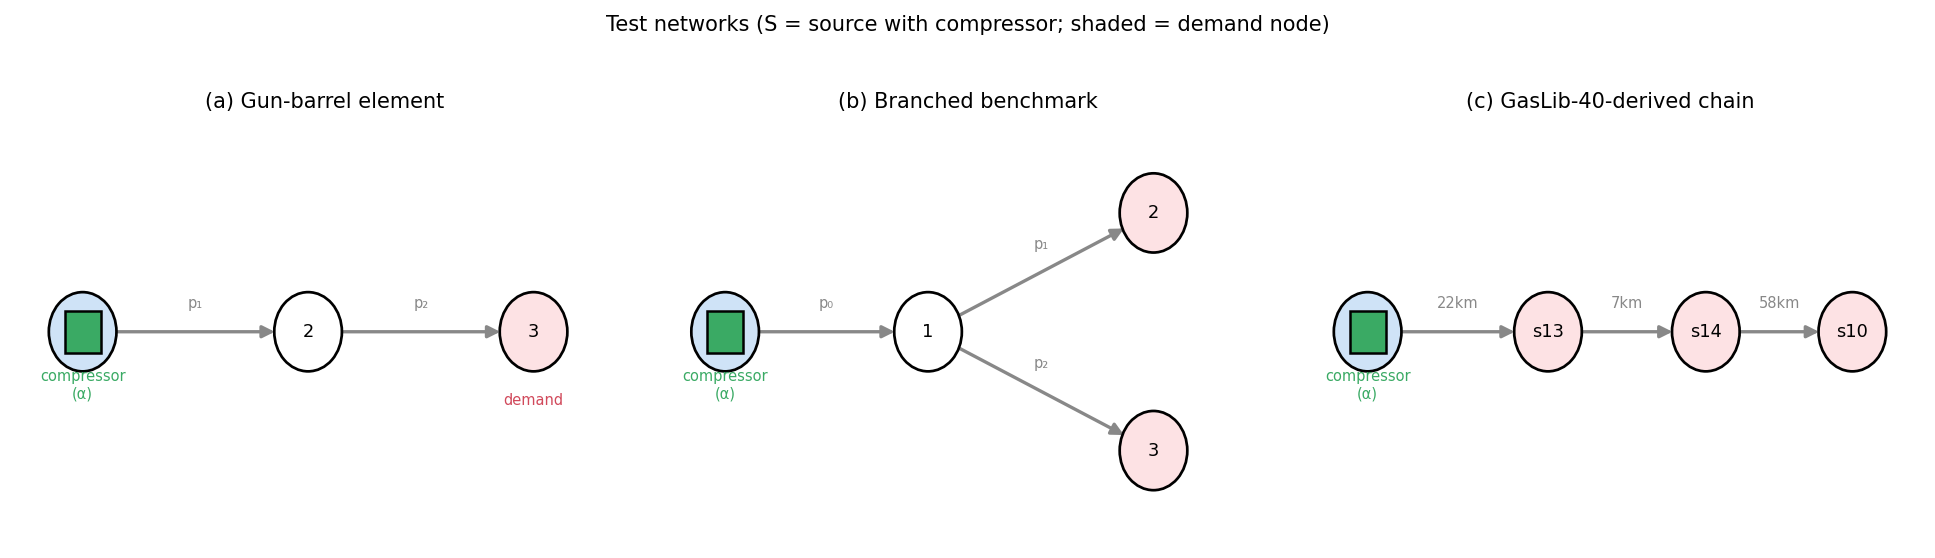 Test networks (S = source with compressor; shaded = demand node)
(a) Gun-barrel element
p₁
p₂
2
3
compressor
(α)
demand
(b) Branched benchmark
2
p₁
p₀
1
p₂
compressor
(α)
3
(c) GasLib-40-derived chain
22km
7km
58km
s13
s14
s10
compressor
(α)